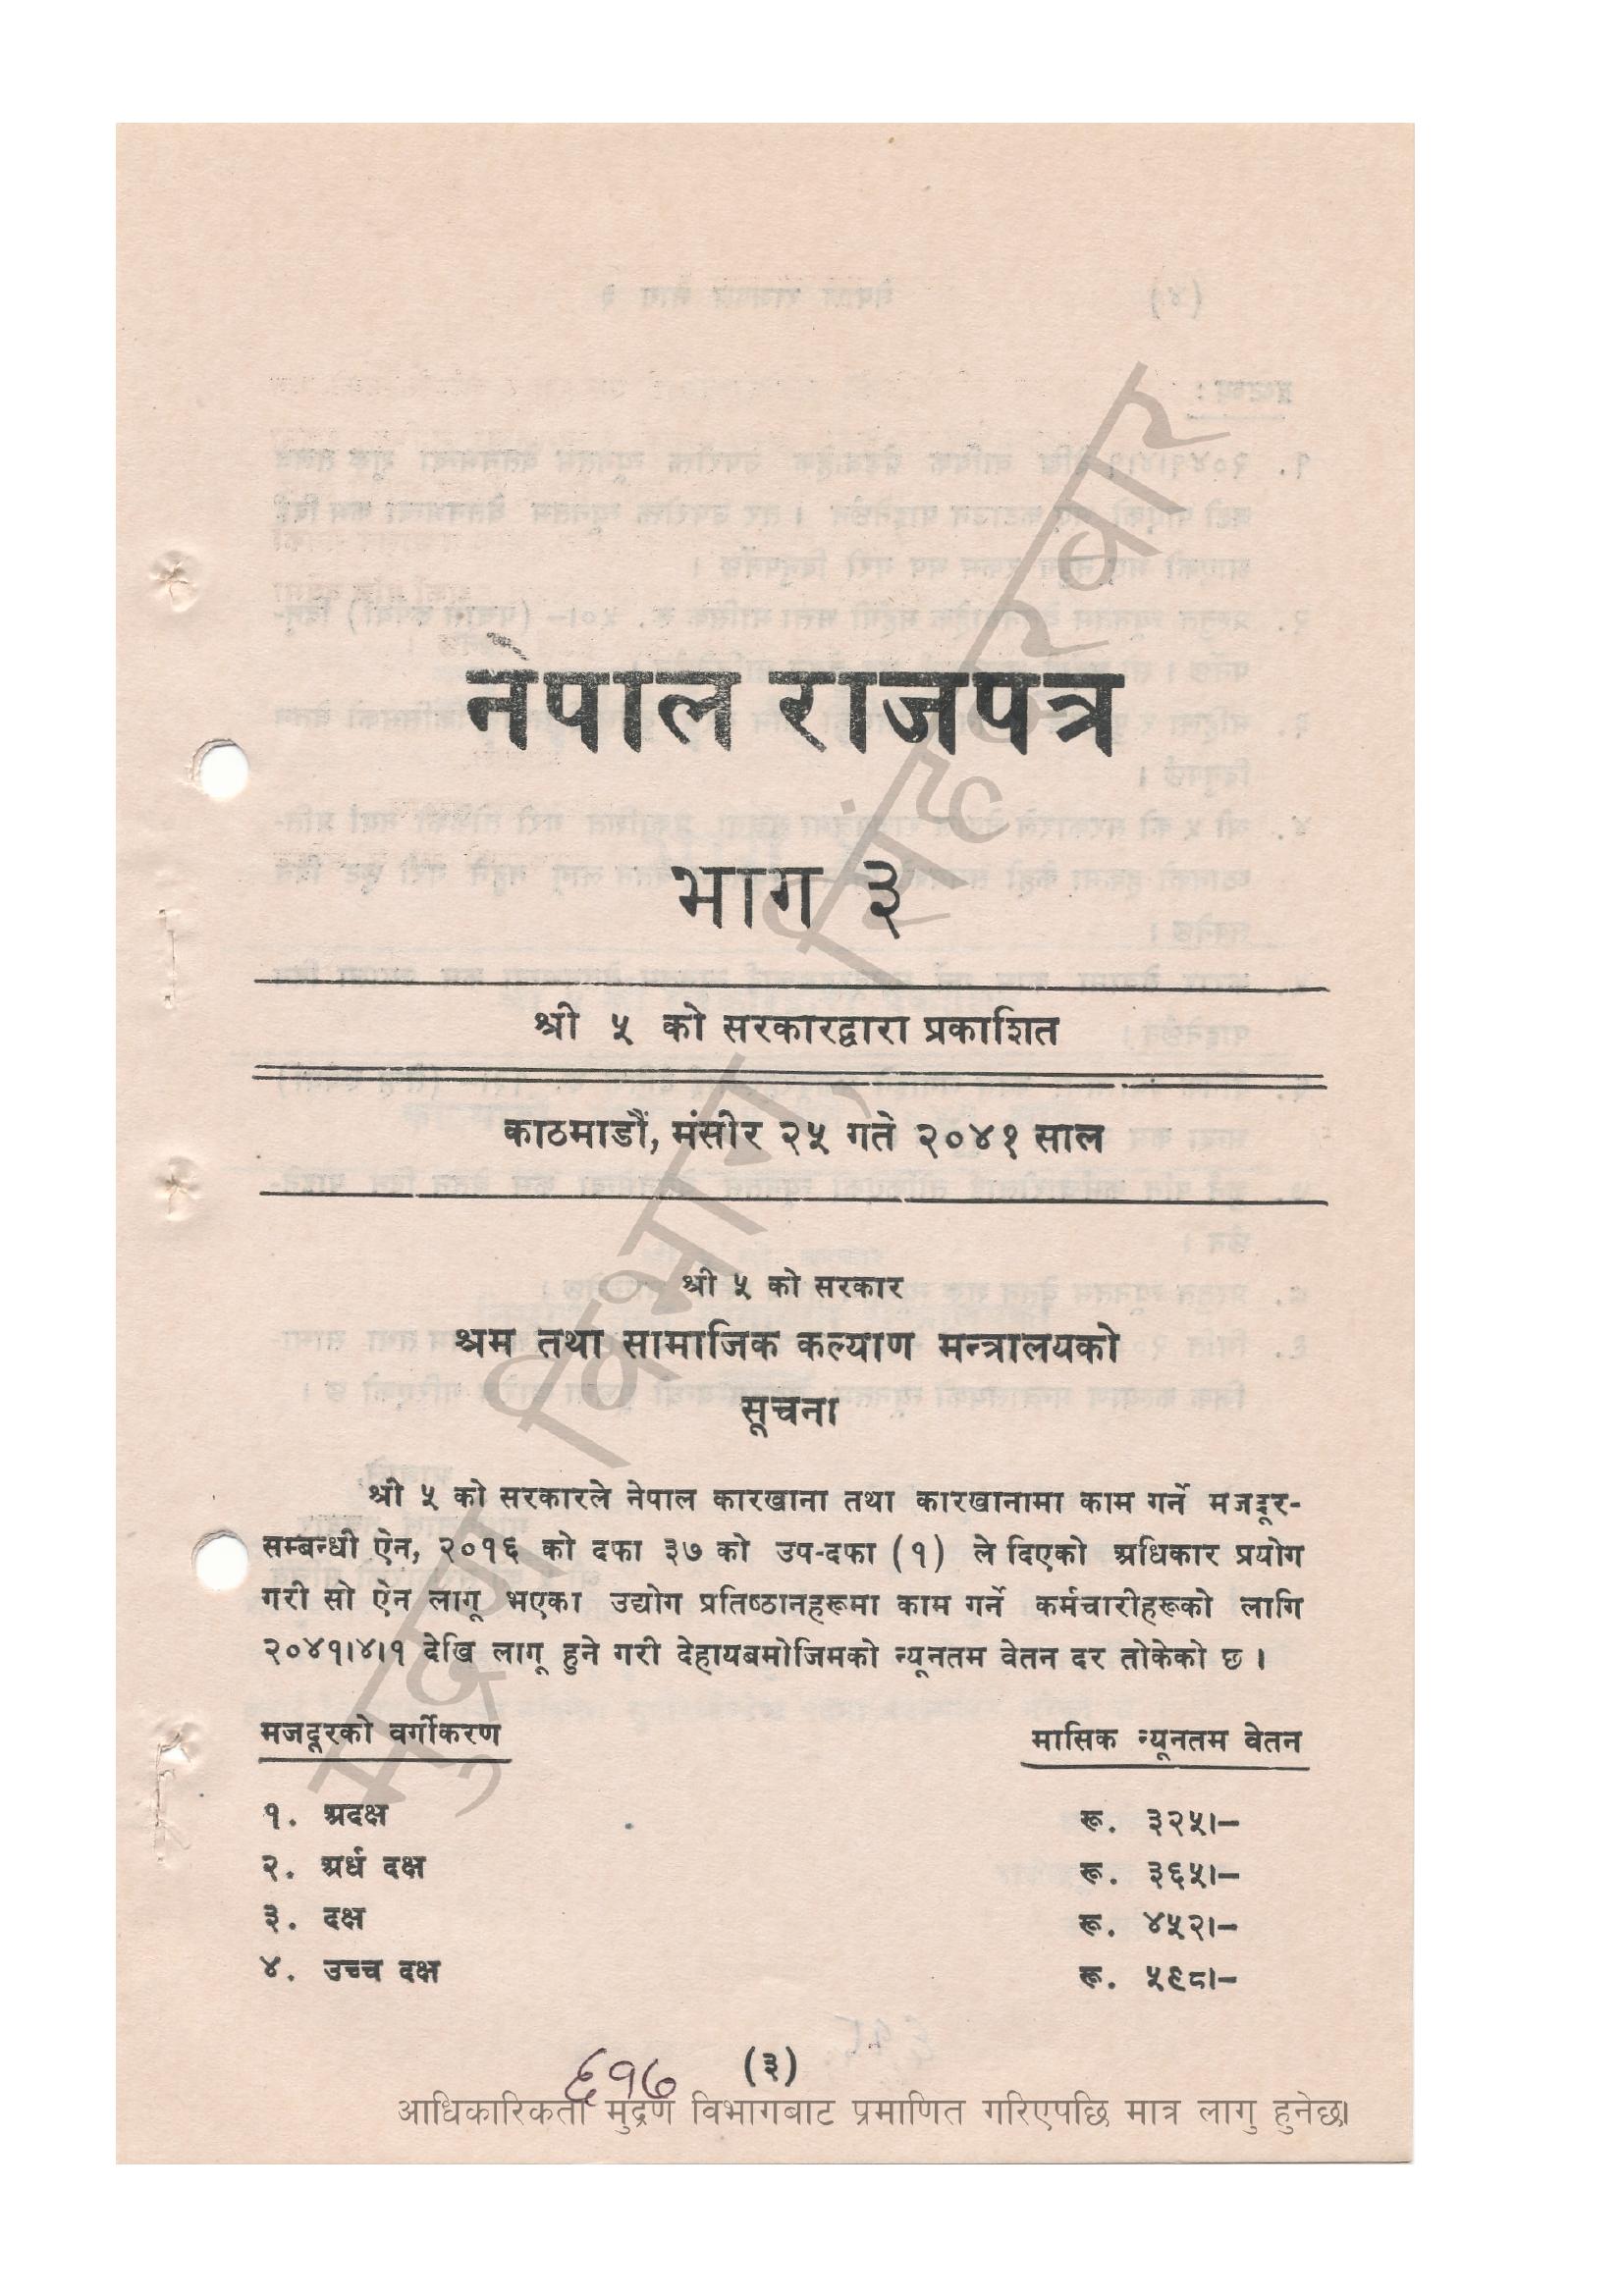 नेपाल राजपत्र
भाग ३
श्री ५ को सरकारद्वारा प्रकाशित
काठमाडौं, मंसीर २५ गते २०४१ साल
श्री ५ को सरकार
श्रम तथा सामाजिक कल्याण मन्त्रालयको
सूचना
श्री ५ को सरकारले नेपाल कारखाना तथा कारखानामा काम गर्ने मजदूर-
सम्बन्धी ऐन, २०१६ को दफा ३७ को उप-दफा (१) ले दिएको अधिकार प्रयोग
गरी सो ऐन लागू भएका उद्योग प्रतिष्ठानहरूमा काम गर्ने कर्मचारीहरूको लागि
२०४१।४।१ देखि लागू हुने गरी देहायबमोजिमको न्यूनतम वेतन दर तोकेको छ ।
मजदूरको वर्गीकरण मासिक न्यूनतम वेतन
१. अदक्ष रू. ३२५।–
२. अर्ध दक्ष रू. ३६५।–
३. दक्ष रू. ४५२।–
४. उच्च दक्ष रू. ५९८।–
६१७ (३)
आधिकारिकता मुद्रण विभागबाट प्रमाणित गरिएपछि मात्र लागु हुनेछ।
मुद्रण विभाग, सिंहदरवार